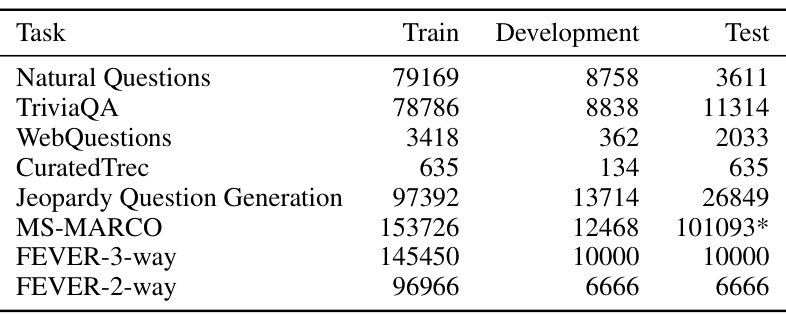 Task Train Development Test
Natural Questions 79169 8758 3611
TriviaQA 78786 8838 11314
WebQuestions 3418 362 2033
CuratedTrec 635 134 635
Jeopardy Question Generation 97392 13714 26849
MS-MARCO 153726 12468 101093*
FEVER-3-way 145450 10000 10000
FEVER-2-way 96966 6666 6666